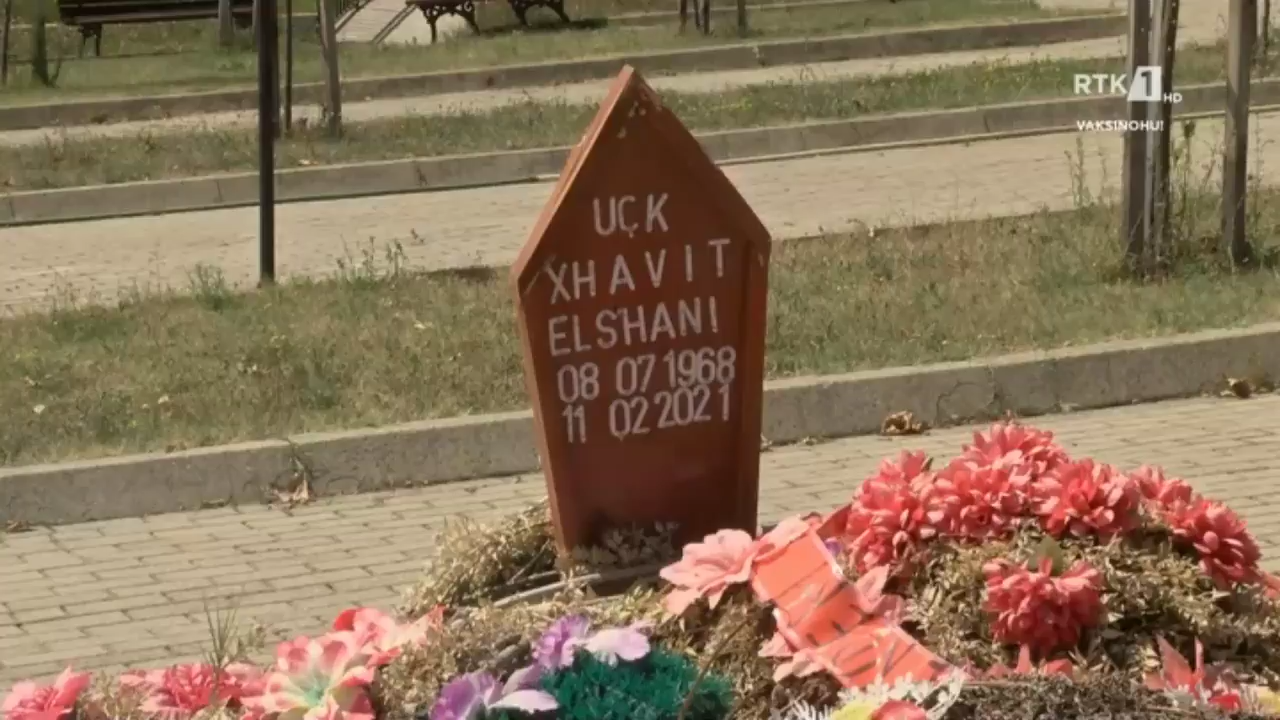 RTK 1 HD
VAKSINOHU!
UÇK
XHAVIT
ELSHANI
08 07 1968
11 02 2021